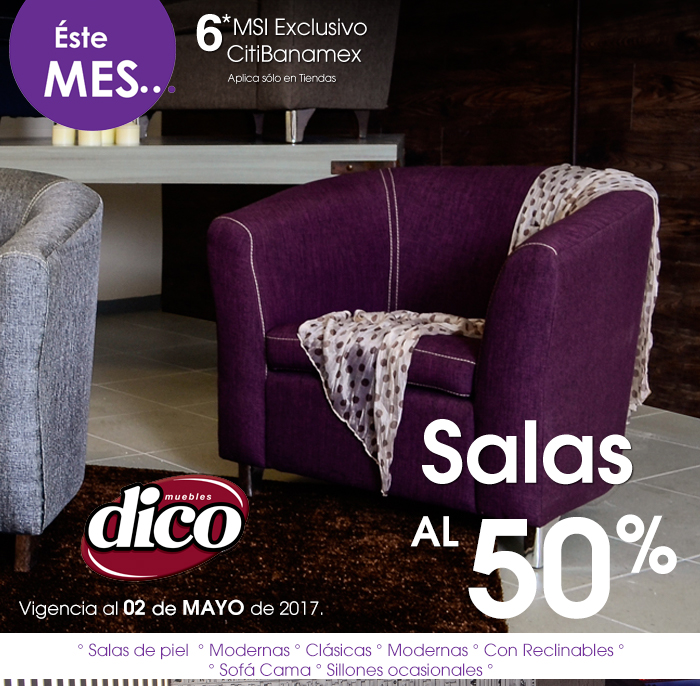 Éste
MES...
6*MSI Exclusivo
CitiBanamex
Aplica sólo en Tiendas
Salas
AL 50%
muebles
dico
Vigencia al 02 de MAYO de 2017.
° Salas de piel ° Modernas ° Clásicas ° Modernas ° Con Reclinables °
° Sofá Cama ° Sillones ocasionales °